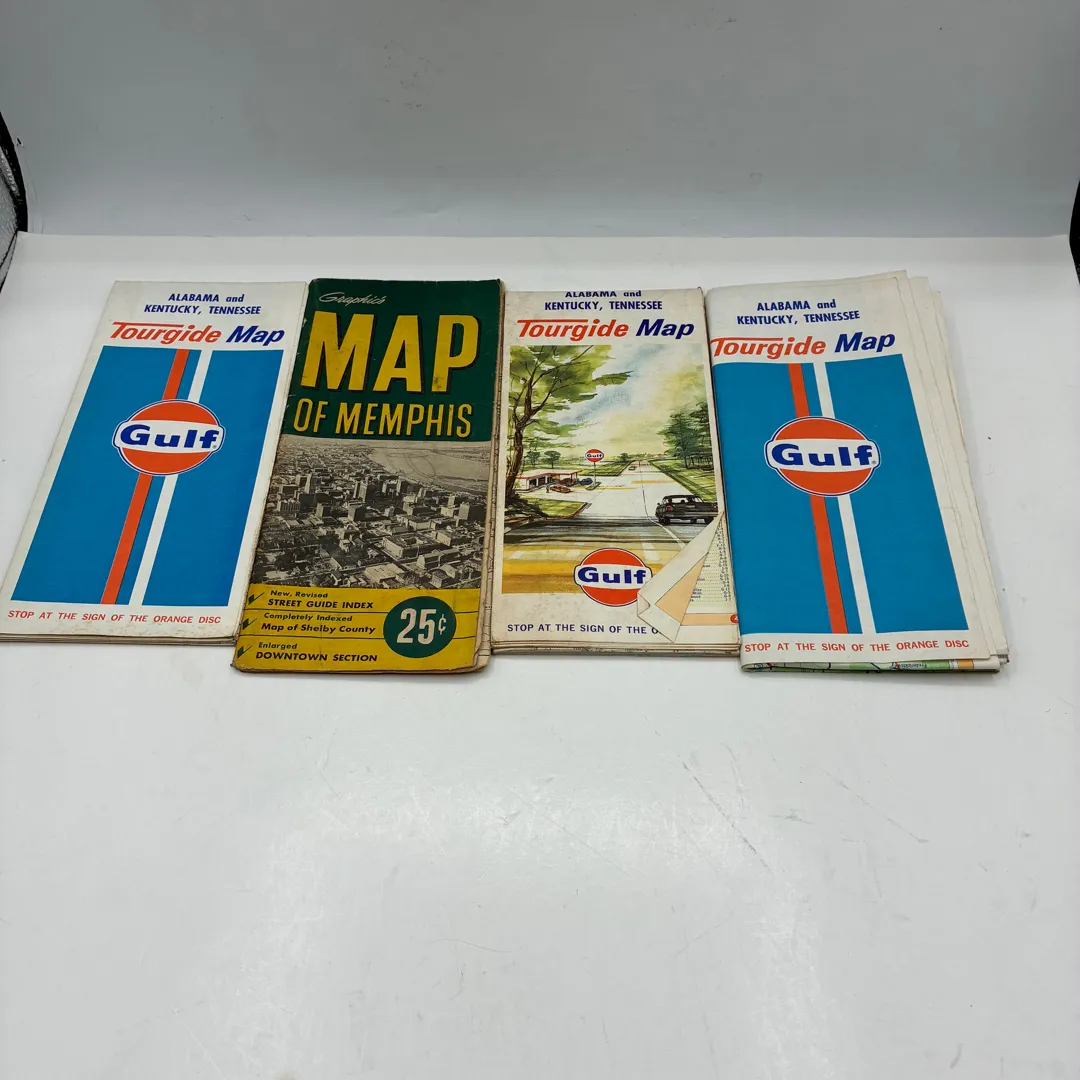 ALABAMA and
KENTUCKY, TENNESSEE
Tourgide Map
Gulf
STOP AT THE SIGN OF THE ORANGE DISC
Graphic's
MAP
OF MEMPHIS
New, Revised
STREET GUIDE INDEX
Completely Indexed
Map of Shelby County
Enlarged
DOWNTOWN SECTION
25¢
ALABAMA and
KENTUCKY, TENNESSEE
Tourgide Map
Gulf
Gulf
STOP AT THE SIGN OF THE O
ALABAMA and
KENTUCKY, TENNESSEE
Tourgide Map
Gulf
STOP AT THE SIGN OF THE ORANGE DISC